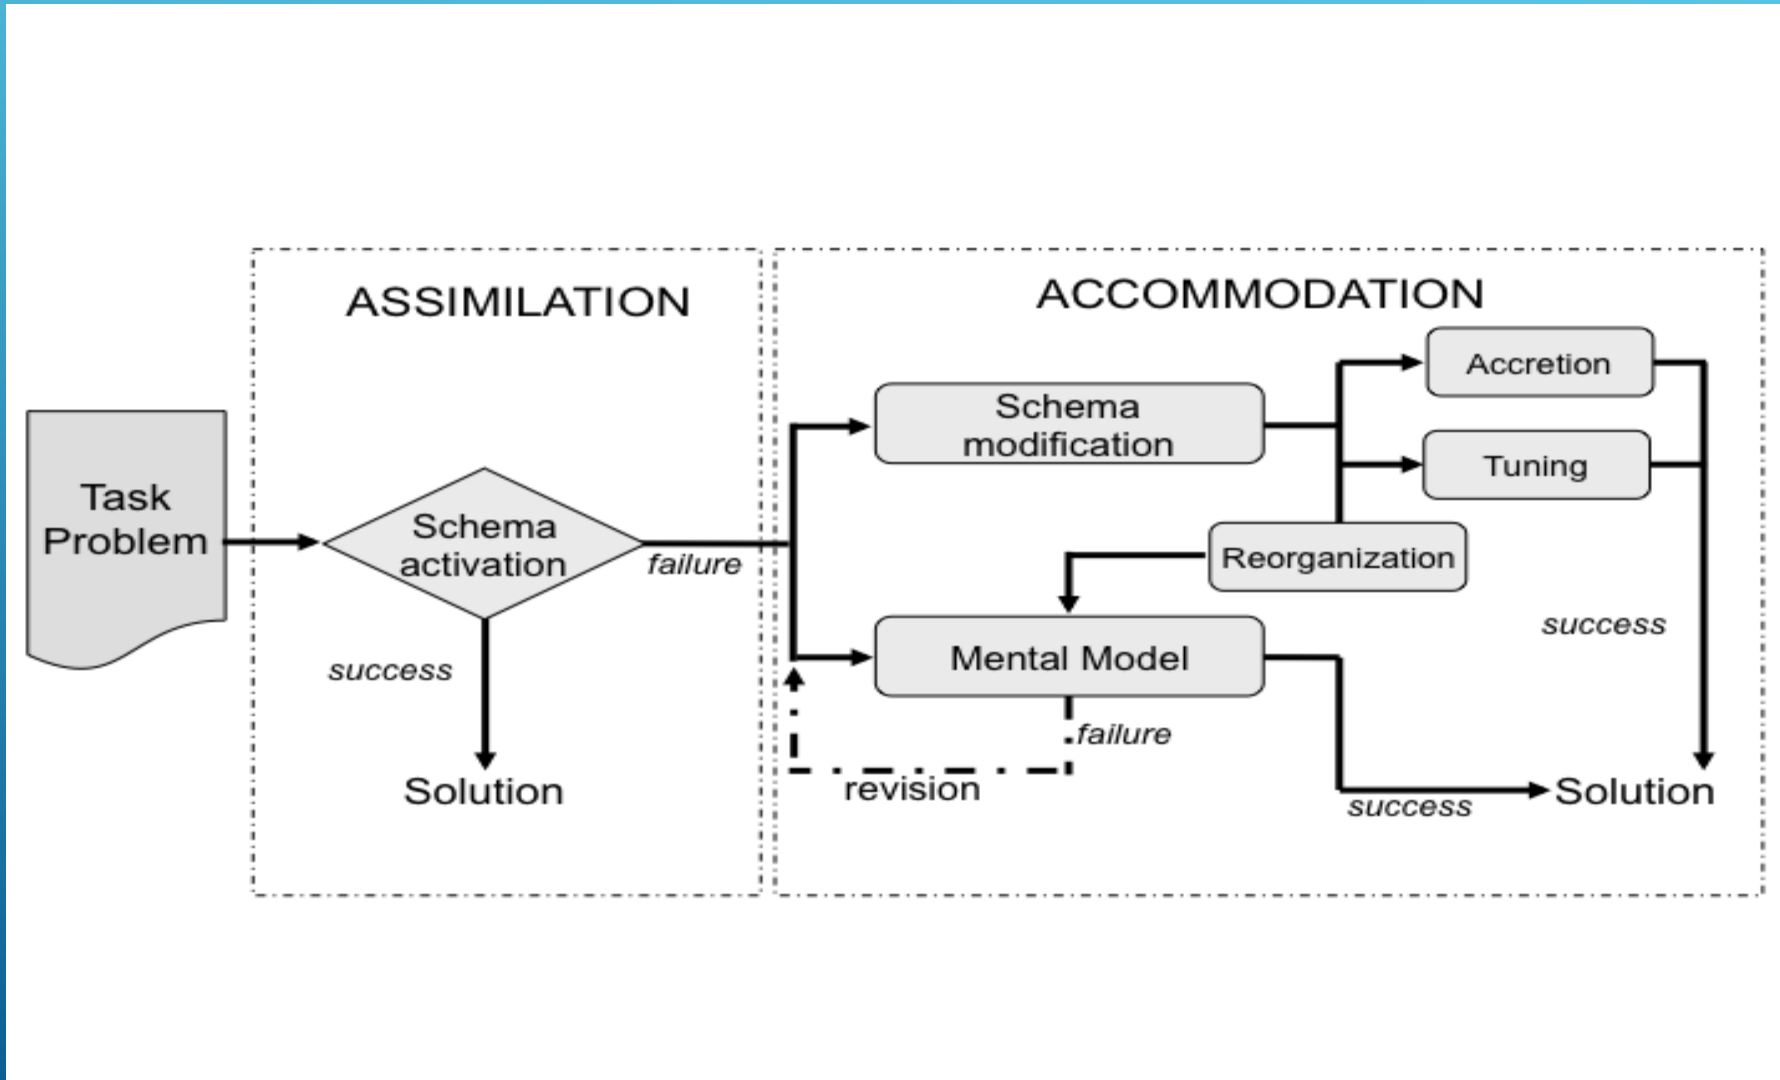 ASSIMILATION
ACCOMMODATION
Task
Problem
Schema
activation
failure
success
Solution
Schema
modification
Accretion
Tuning
Reorganization
Mental Model
failure
revision
success
success
Solution